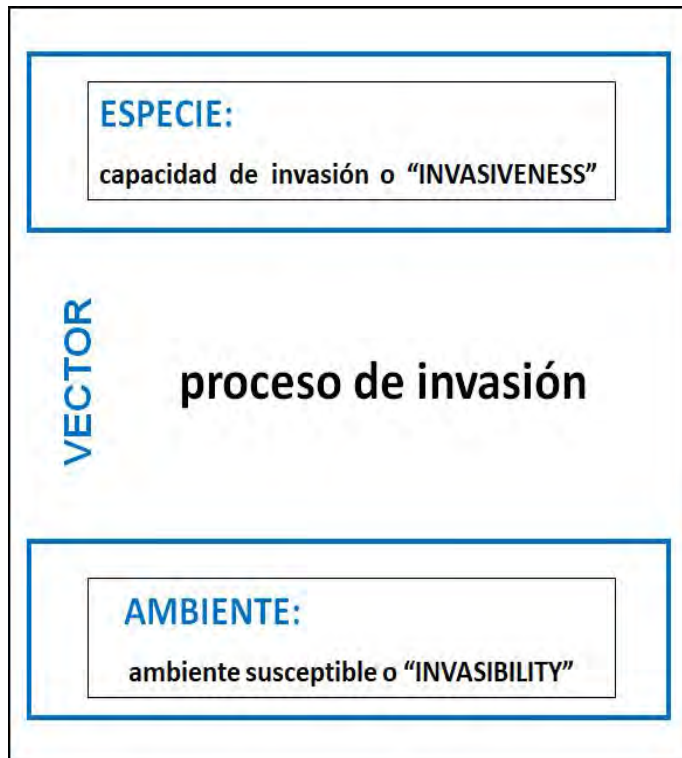 ESPECIE:
capacidad de invasión o “INVASIVENESS”
VECTOR
proceso de invasión
AMBIENTE:
ambiente susceptible o “INVASIBILITY”